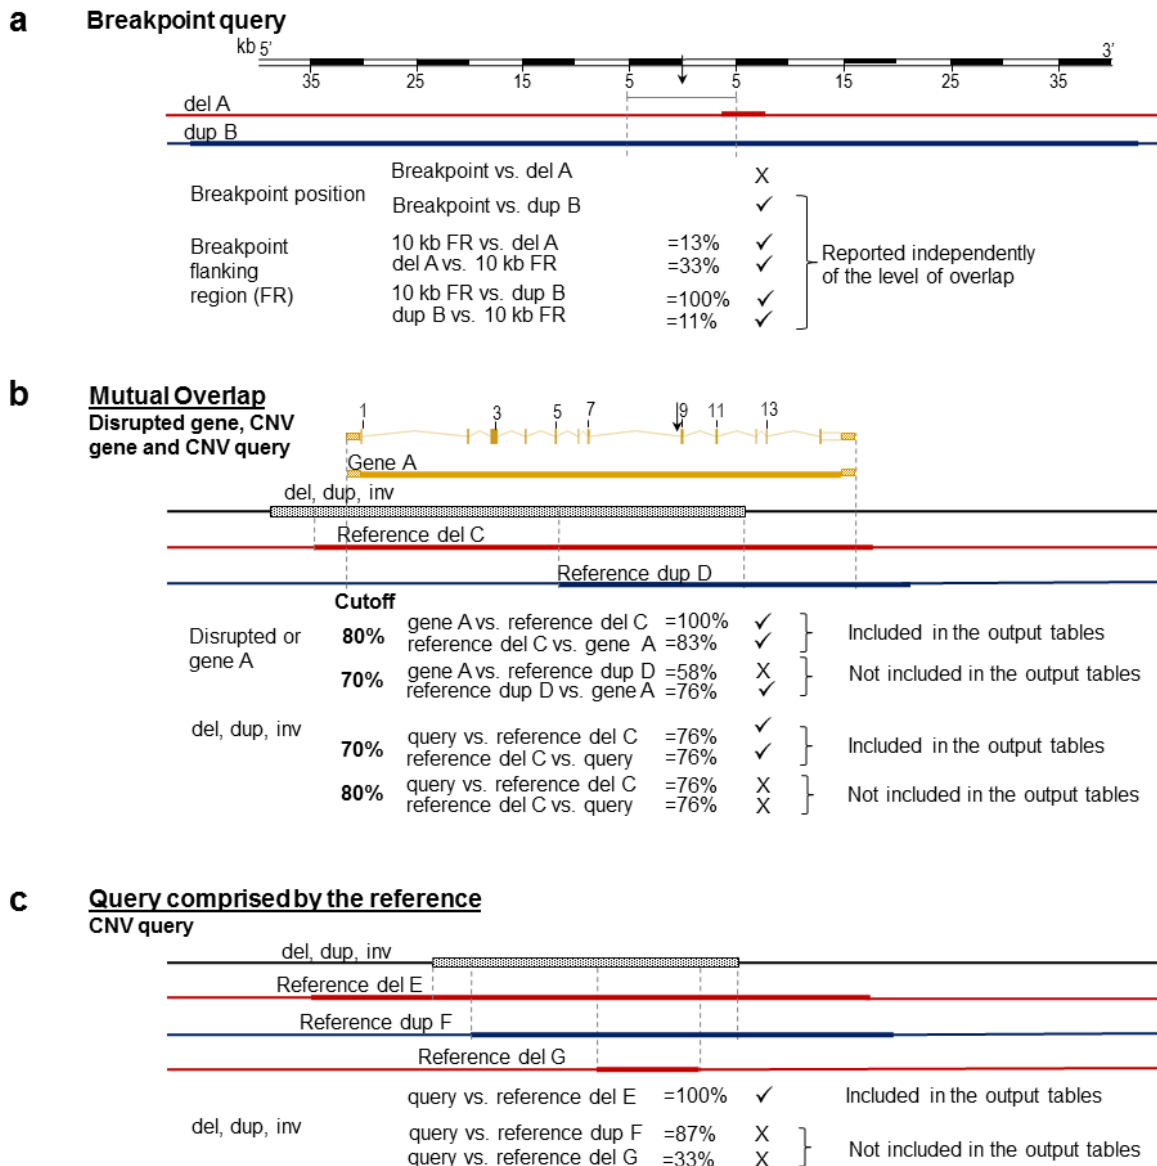 a Breakpoint query
kb 5' 3'
35 25 15 5 5 15 25 35
del A
dup B
Breakpoint position
Breakpoint vs. del A X
Breakpoint vs. dup B ✓
Breakpoint flanking region (FR)
10 kb FR vs. del A =13% ✓
del A vs. 10 kb FR =33% ✓
10 kb FR vs. dup B =100% ✓
dup B vs. 10 kb FR =11% ✓
Reported independently
of the level of overlap
b Mutual Overlap
Disrupted gene, CNV
gene and CNV query
1 3 5 7 9 11 13
Gene A
del, dup, inv
Reference del C
Reference dup D
Cutoff
Disrupted or
gene A
80%
gene A vs. reference del C =100% ✓
reference del C vs. gene A =83% ✓
Included in the output tables
70%
gene A vs. reference dup D =58% X
reference dup D vs. gene A =76% ✓
Not included in the output tables
del, dup, inv
70%
query vs. reference del C =76% ✓
reference del C vs. query =76% ✓
Included in the output tables
80%
query vs. reference del C =76% X
reference del C vs. query =76% X
Not included in the output tables
c Query comprised by the reference
CNV query
del, dup, inv
Reference del E
Reference dup F
Reference del G
query vs. reference del E =100% ✓ Included in the output tables
del, dup, inv
query vs. reference dup F =87% X
query vs. reference del G =33% X
Not included in the output tables